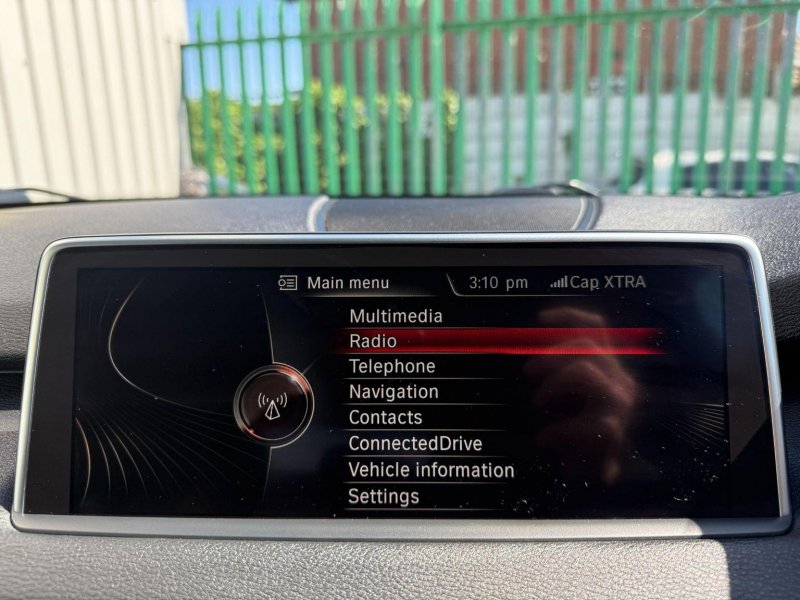 Main menu 3:10 pm Cap XTRA
Multimedia
Radio
Telephone
Navigation
Contacts
ConnectedDrive
Vehicle information
Settings